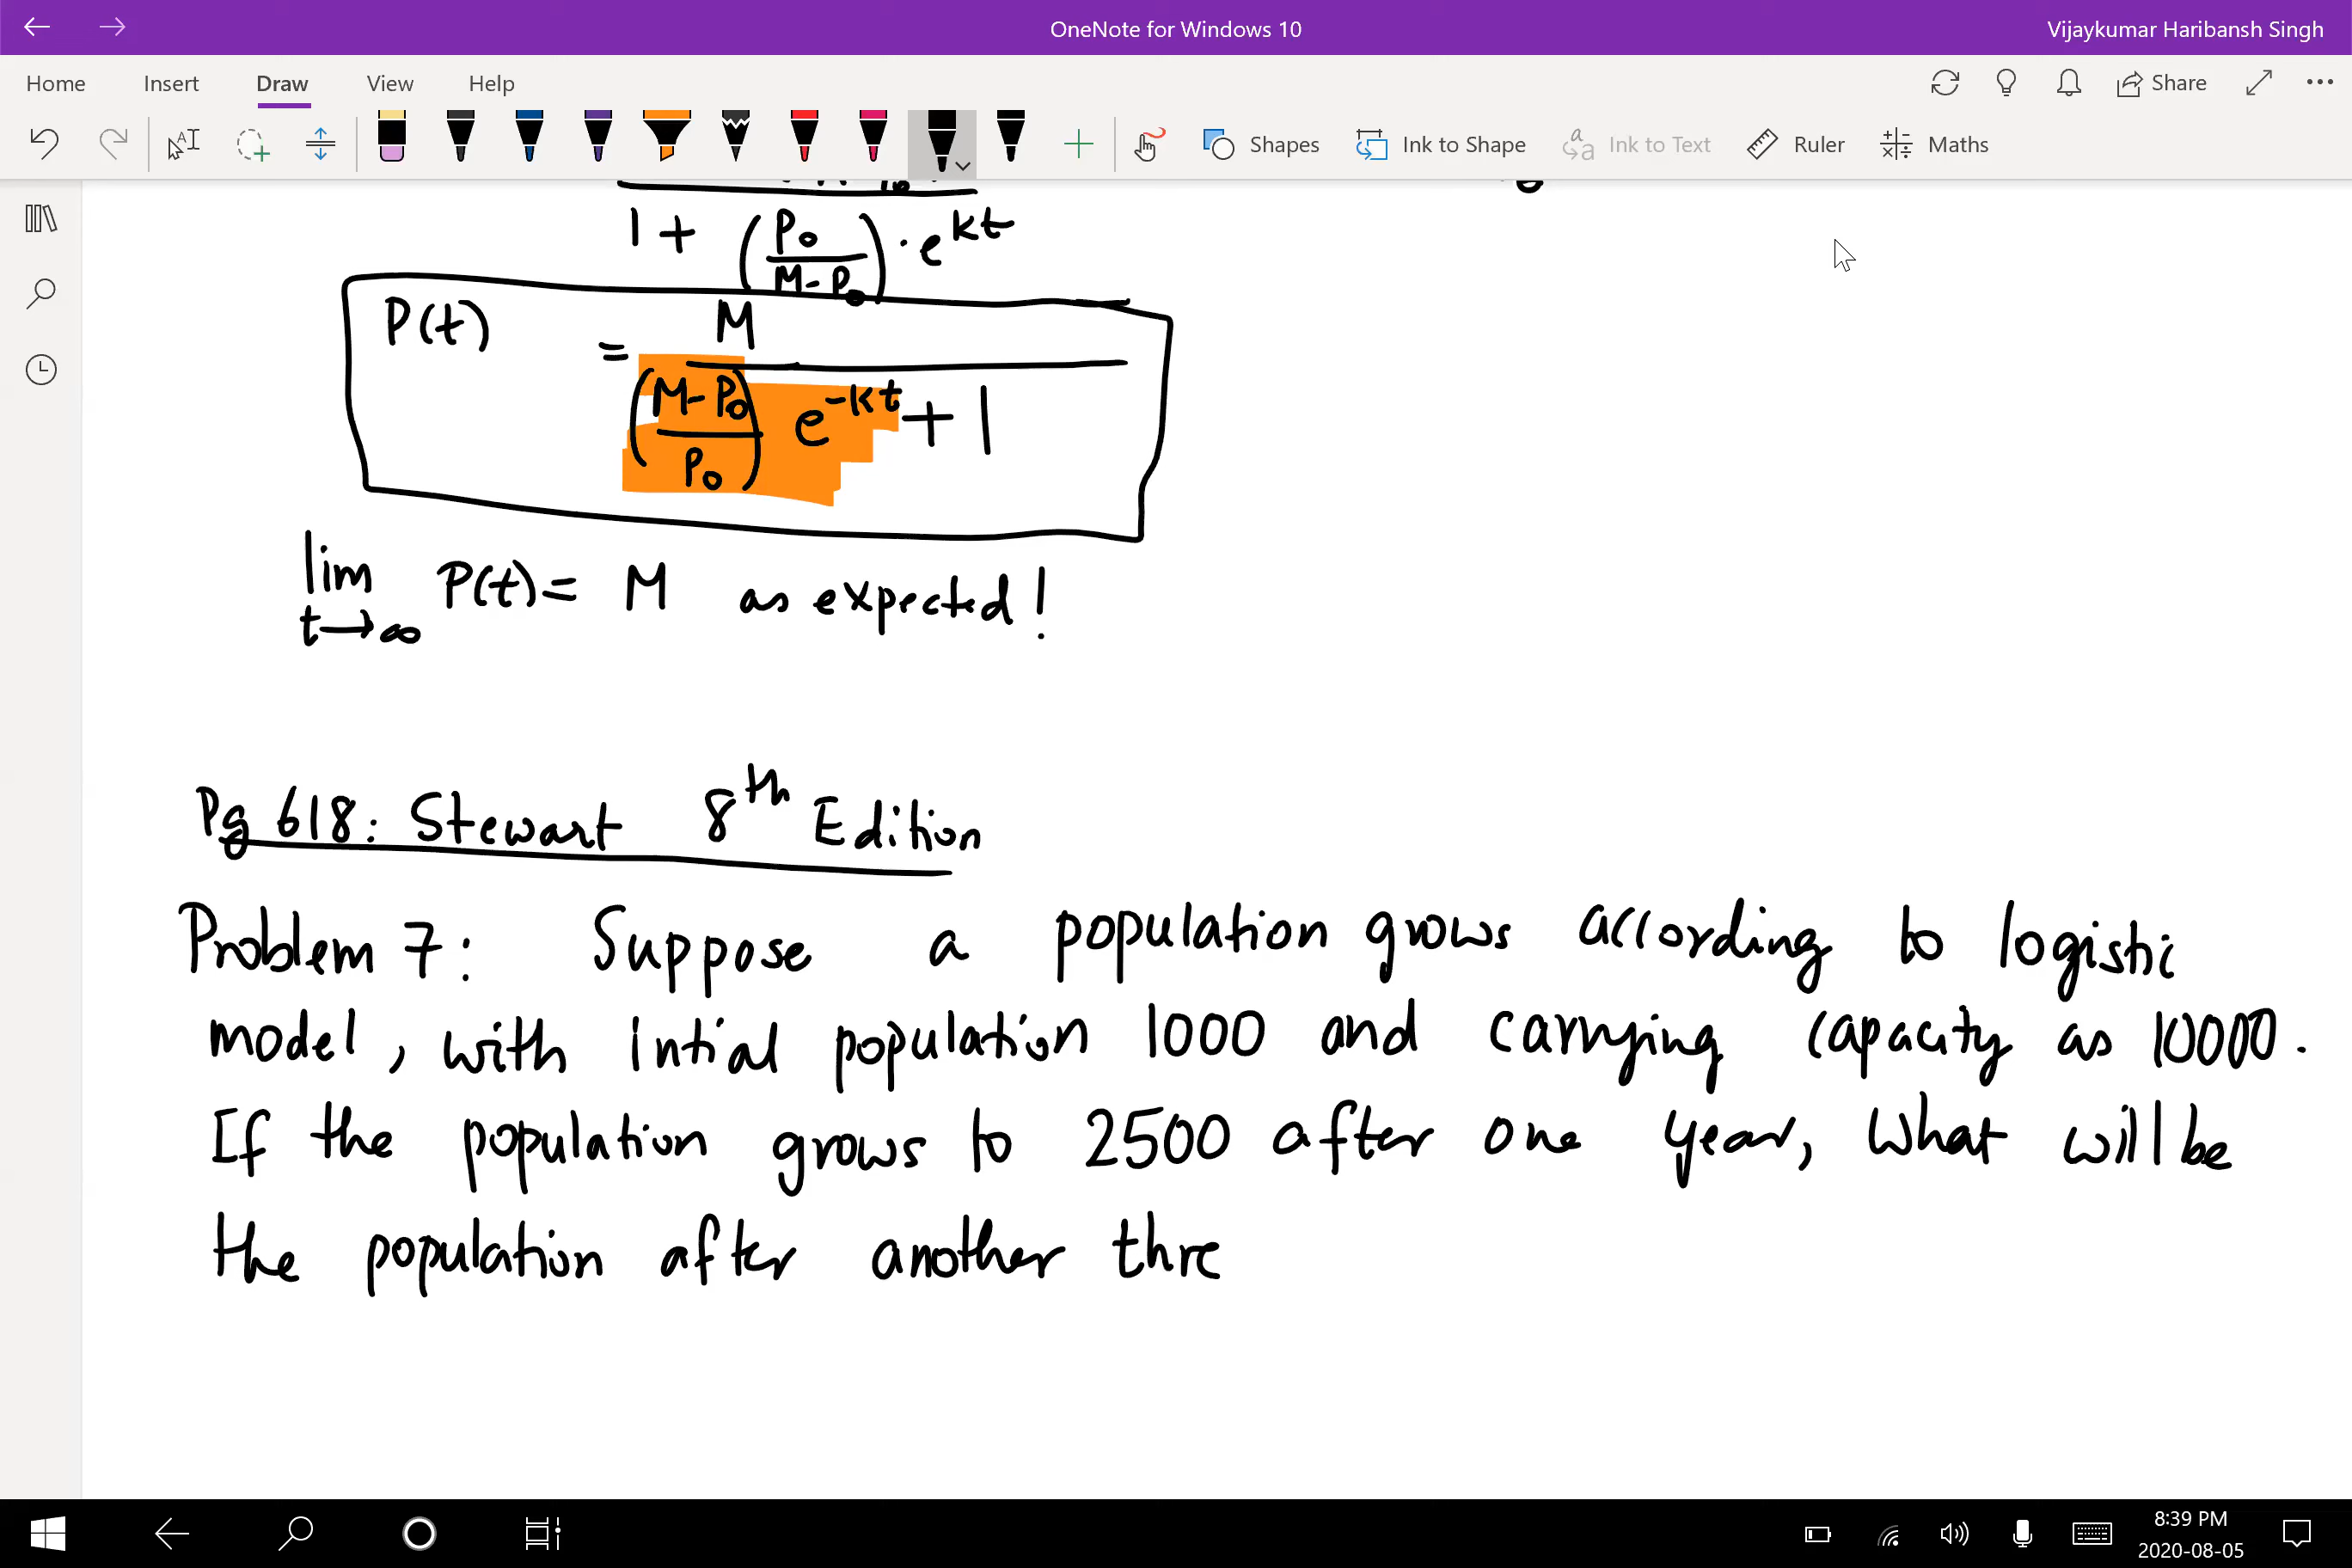 OneNote for Windows 10
Vijaykumar Haribansh Singh
Home Insert Draw View Help Share
Shapes Ink to Shape Ink to Text Ruler Maths
1 + (P₀/M-P₀) · e^kt
P(t) = M
(M-P₀/P₀) e^-kt + 1
lim P(t) = M as expected!
t→∞
Pg 618: Stewart 8th Edition
Problem 7: Suppose a population grows according to logistic
model, with intial population 1000 and carrying capacity as 10000.
If the population grows to 2500 after one year, What will be
the population after another thre
8:39 PM
2020-08-05